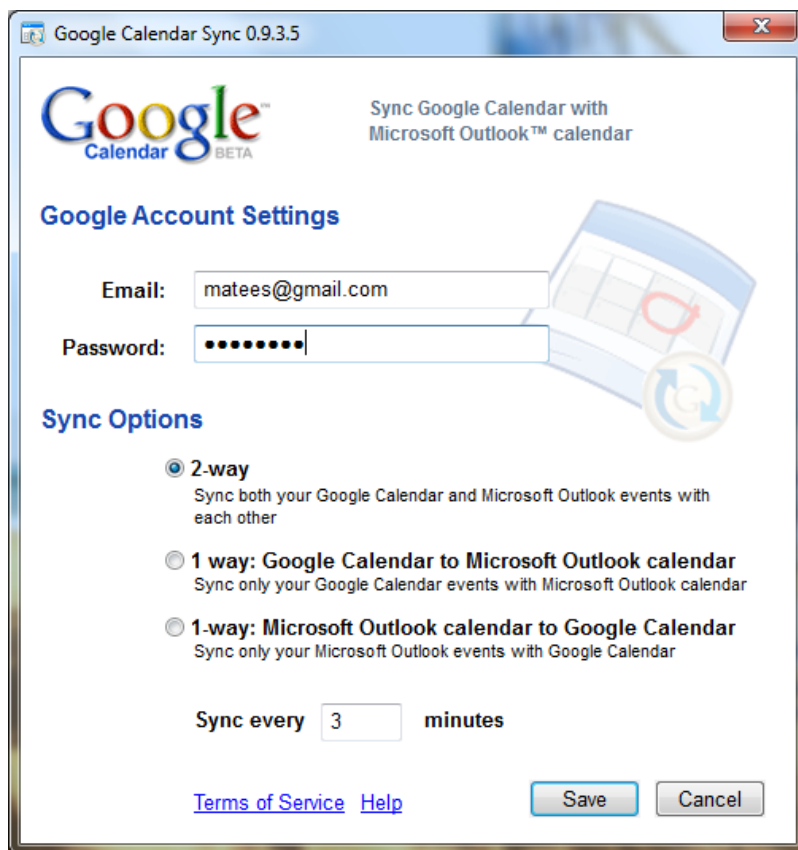 Google Calendar Sync 0.9.3.5
Google™
Calendar BETA
Sync Google Calendar with
Microsoft Outlook™ calendar
Google Account Settings
Email: matees@gmail.com
Password: ●●●●●●●●
Sync Options
2-way
Sync both your Google Calendar and Microsoft Outlook events with
each other
1 way: Google Calendar to Microsoft Outlook calendar
Sync only your Google Calendar events with Microsoft Outlook calendar
1-way: Microsoft Outlook calendar to Google Calendar
Sync only your Microsoft Outlook events with Google Calendar
Sync every 3 minutes
Terms of Service Help Save Cancel